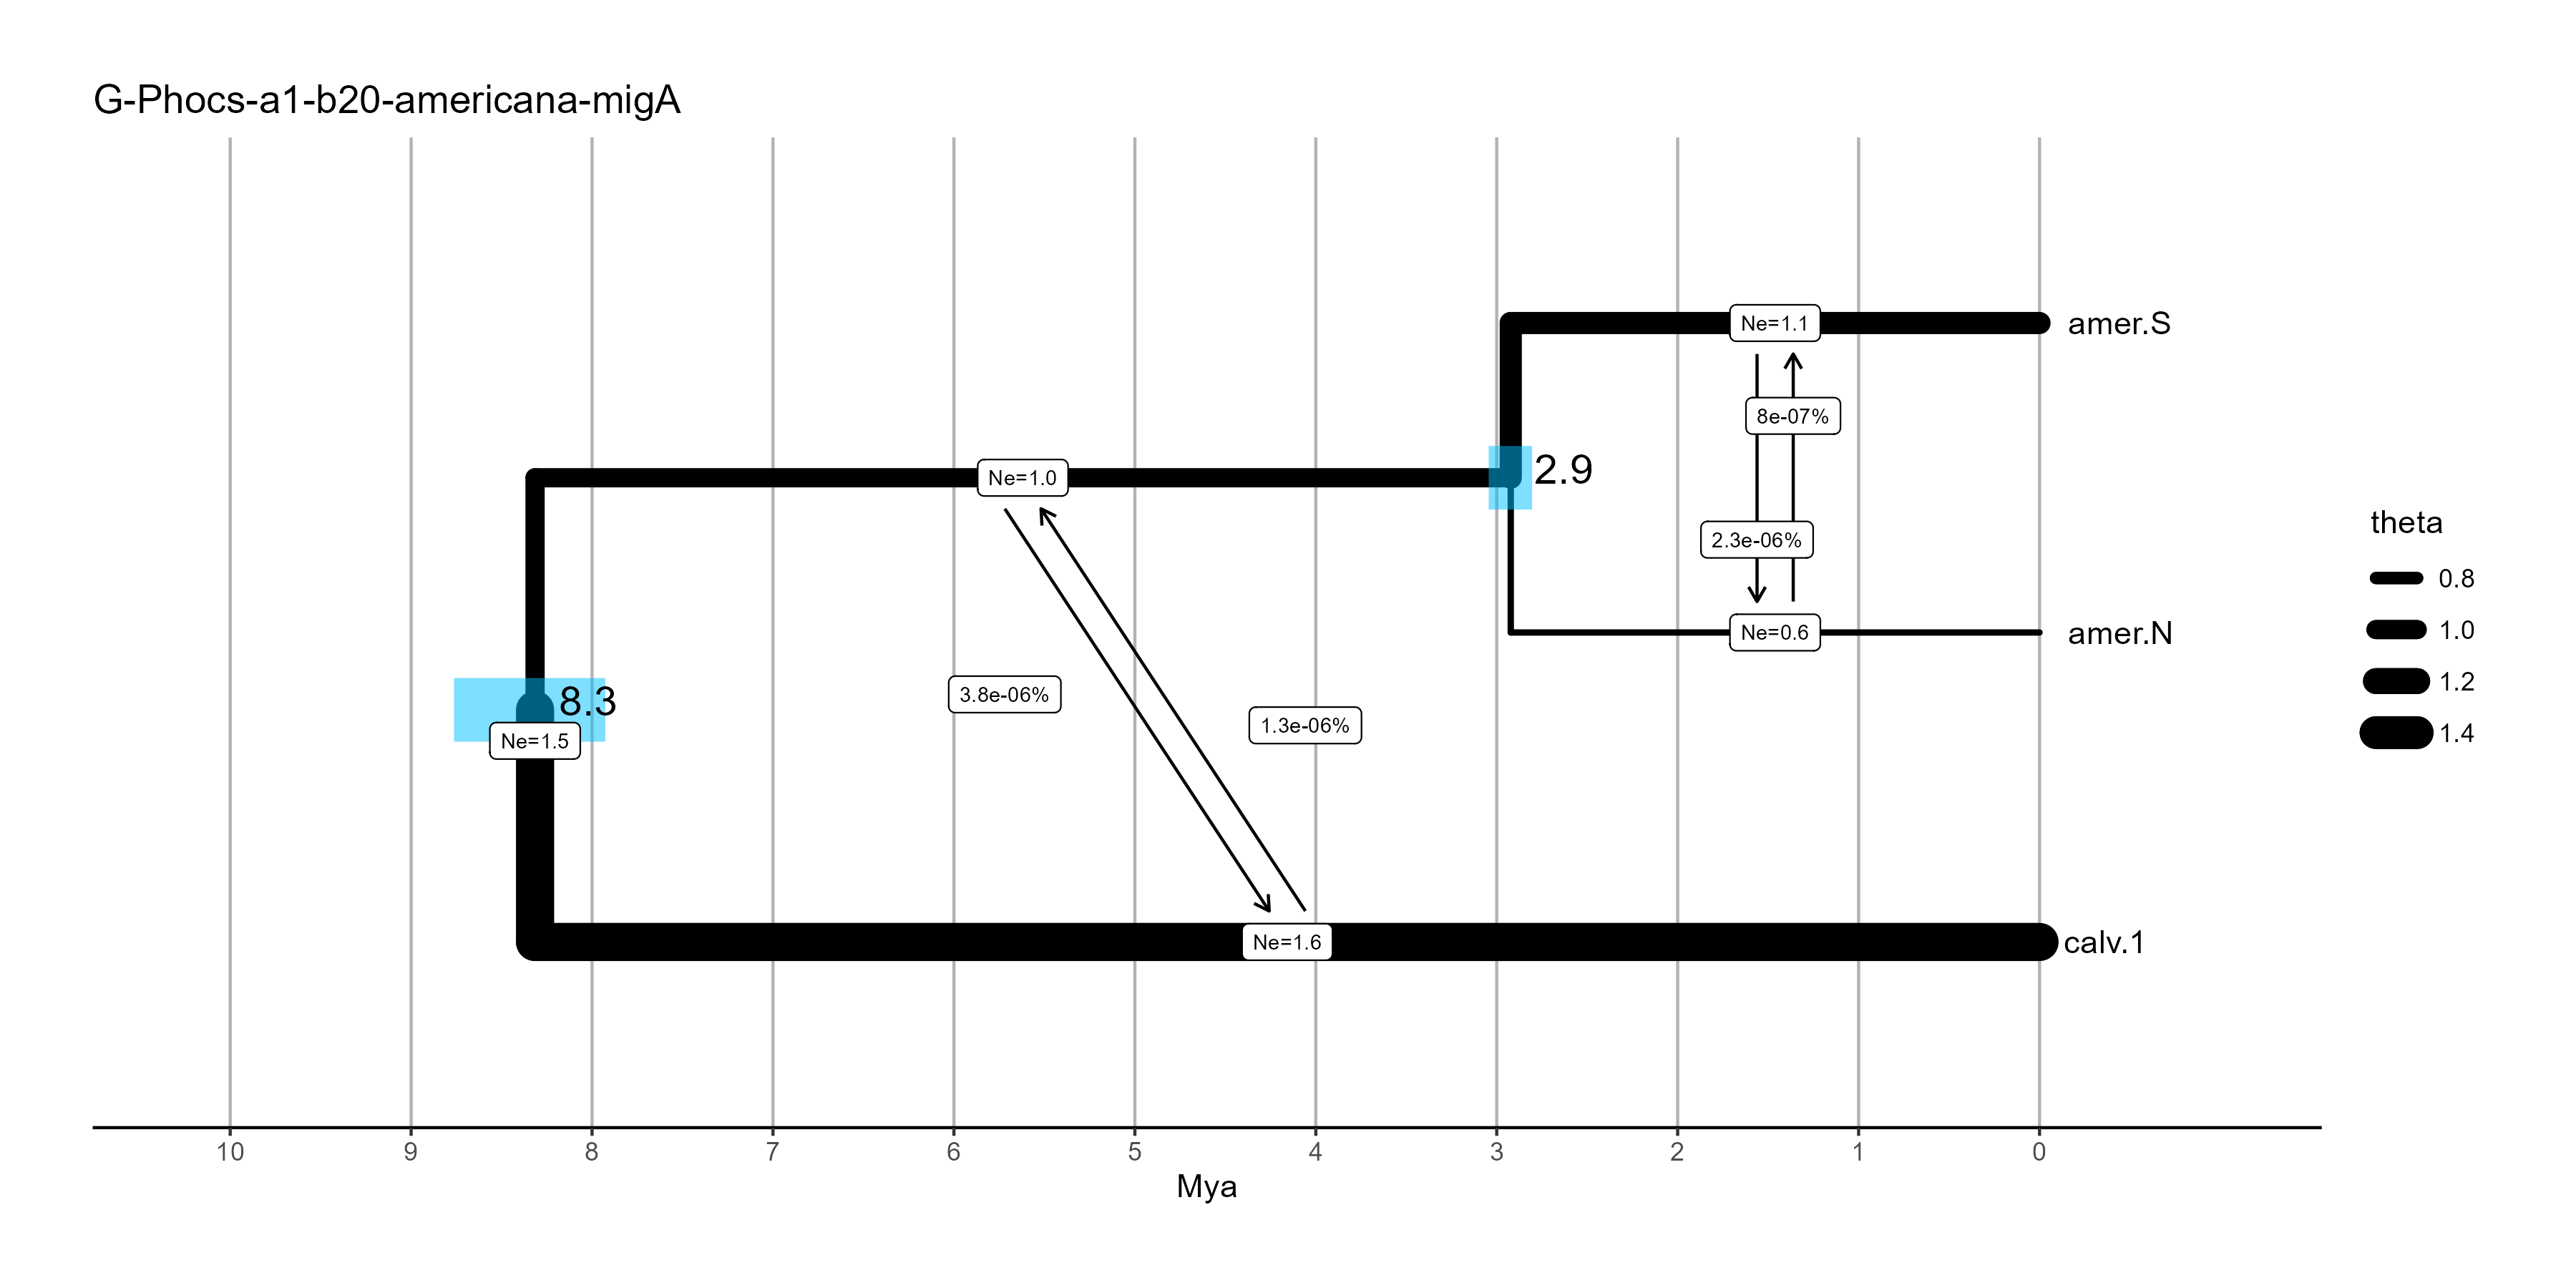 G-Phocs-a1-b20-americana-migA
Ne=1.1
amer.S
8e-07%
Ne=1.0
2.9
2.3e-06%
Ne=0.6
amer.N
theta
0.8
1.0
1.2
1.4
3.8e-06%
8.3
1.3e-06%
Ne=1.5
Ne=1.6
calv.1
10 9 8 7 6 5 4 3 2 1 0
Mya